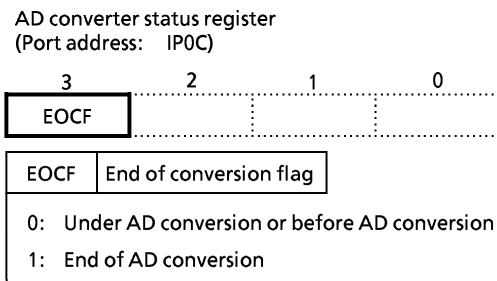 AD converter status register
(Port address: IP0C)
3 2 1 0
EOCF
EOCF End of conversion flag
0: Under AD conversion or before AD conversion
1: End of AD conversion